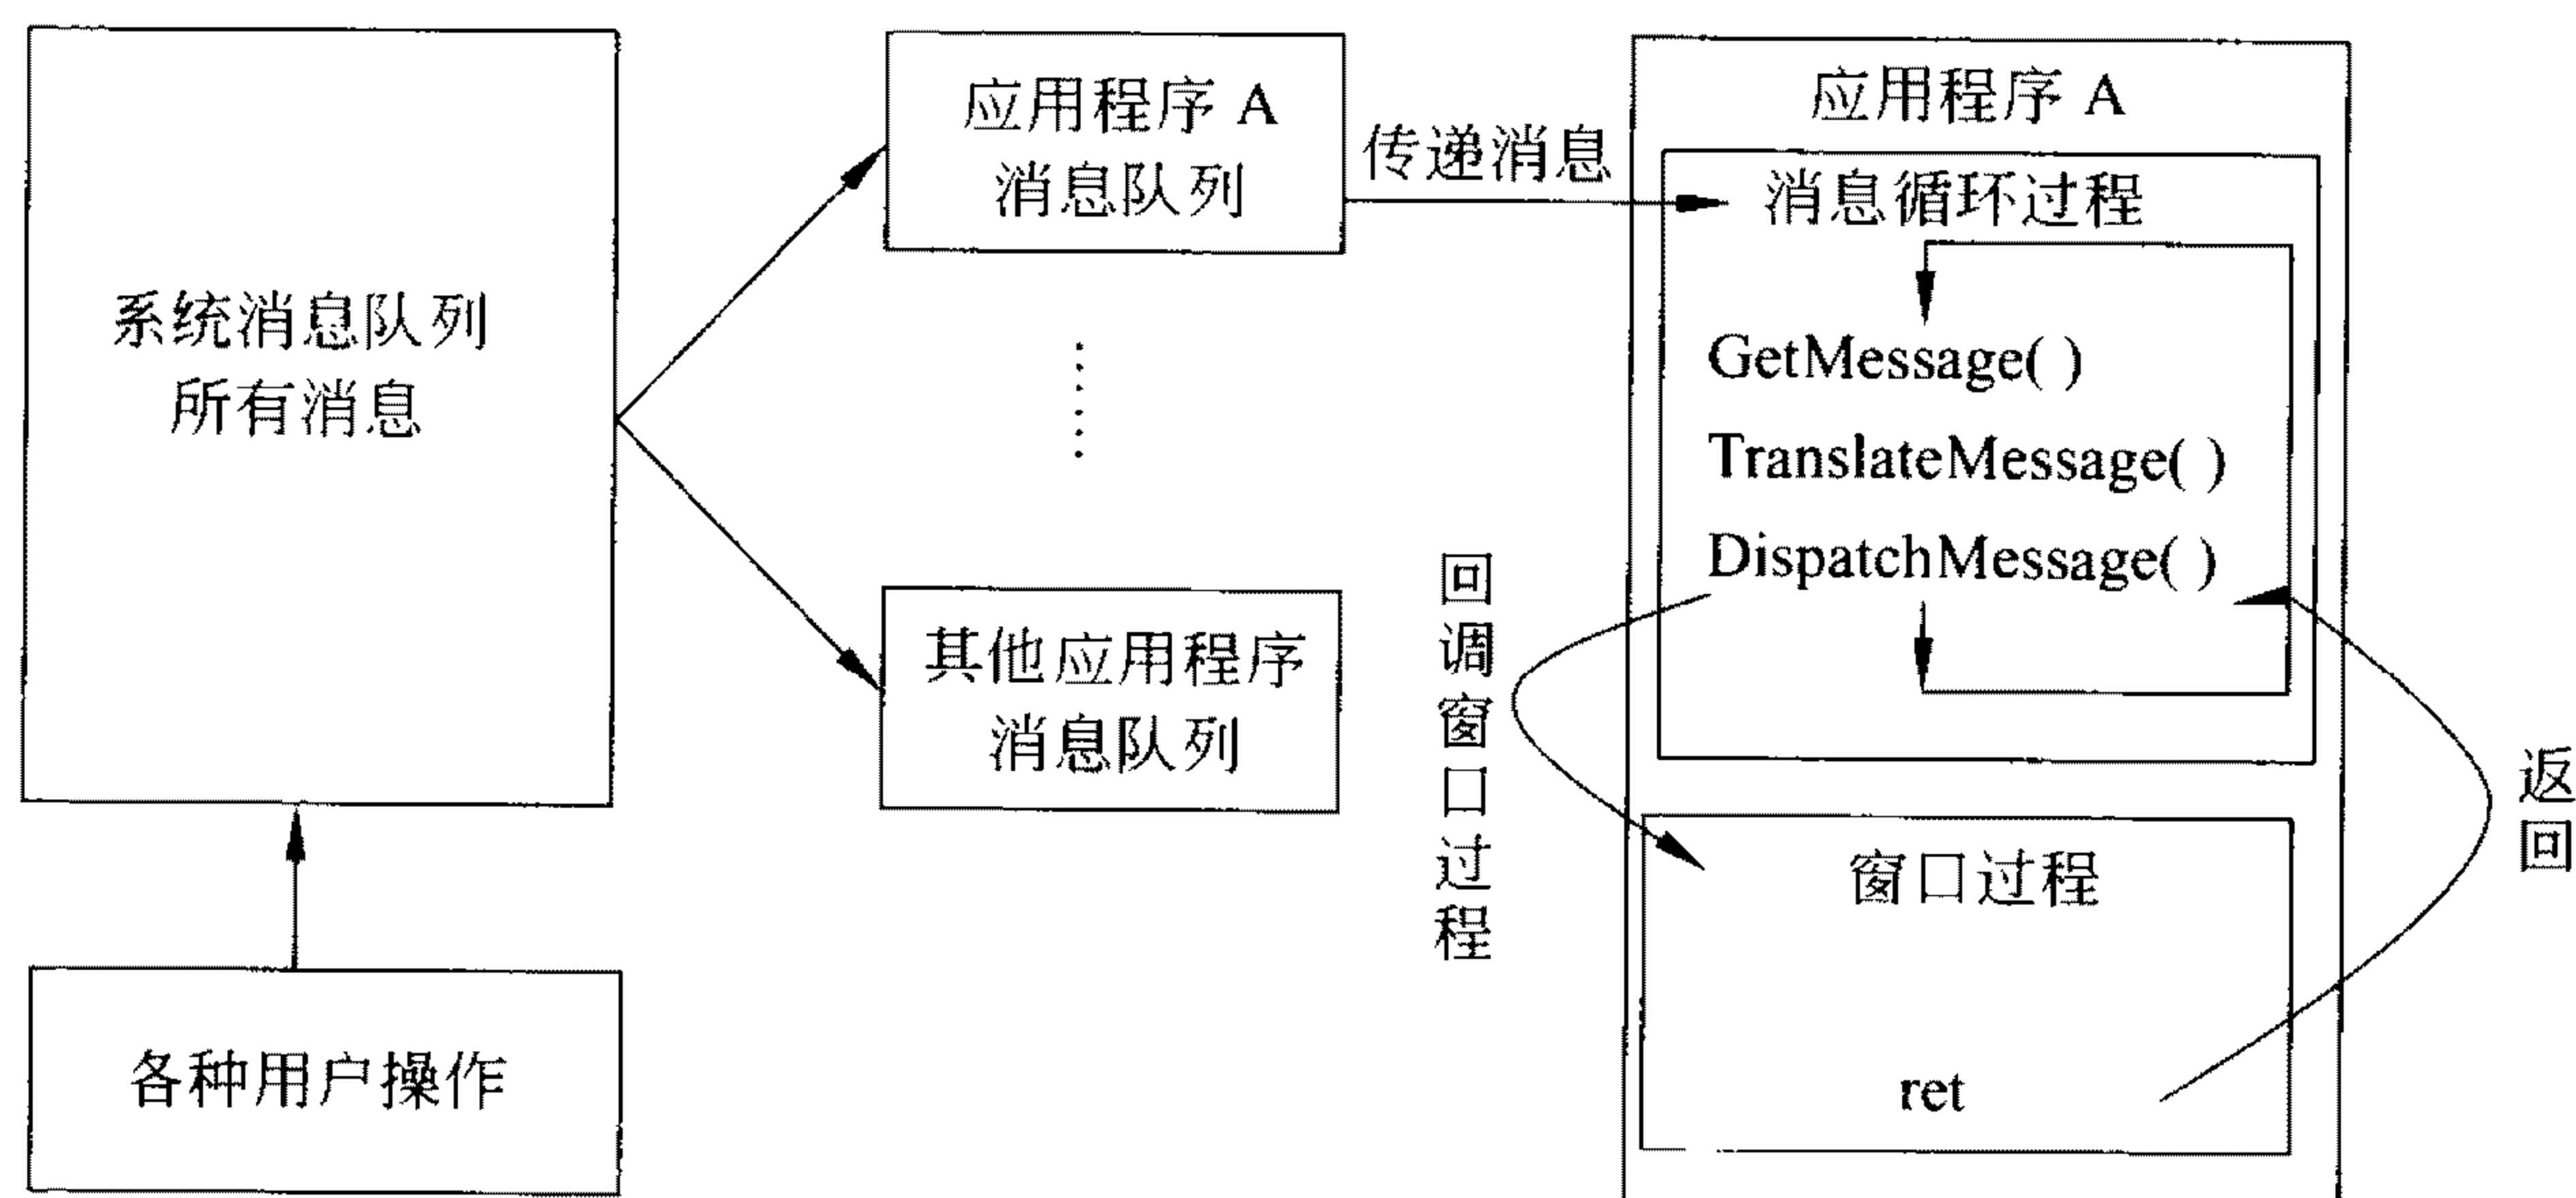 系统消息队列
所有消息
各种用户操作
应用程序 A
消息队列
......
其他应用程序
消息队列
传递消息
应用程序 A
消息循环过程
GetMessage( )
TranslateMessage( )
DispatchMessage( )
回调窗口过程
窗口过程
ret
返回